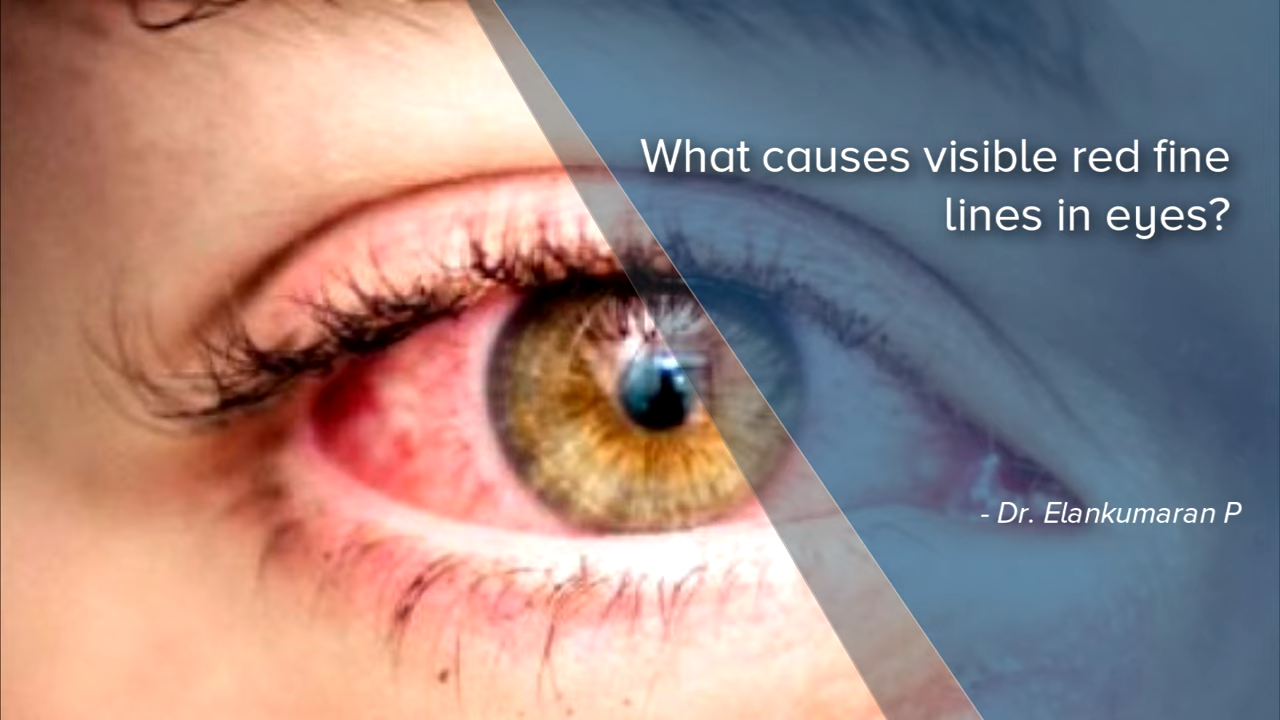 What causes visible red fine
lines in eyes?
- Dr. Elankumaran P